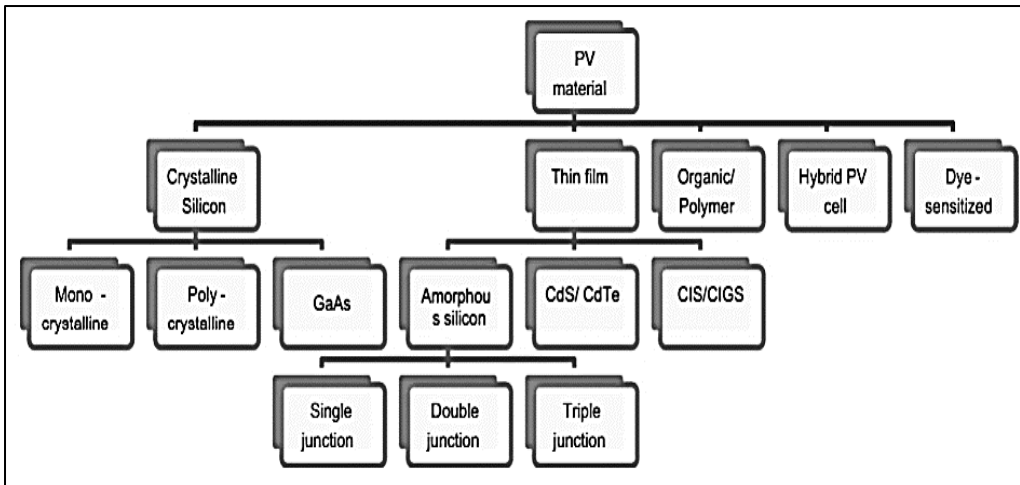 PV
material
Crystalline
Silicon
Thin film
Organic/
Polymer
Hybrid PV
cell
Dye -
sensitized
Mono -
crystalline
Poly -
crystalline
GaAs
Amorphou
s silicon
CdS/ CdTe
CIS/CIGS
Single
junction
Double
junction
Triple
junction